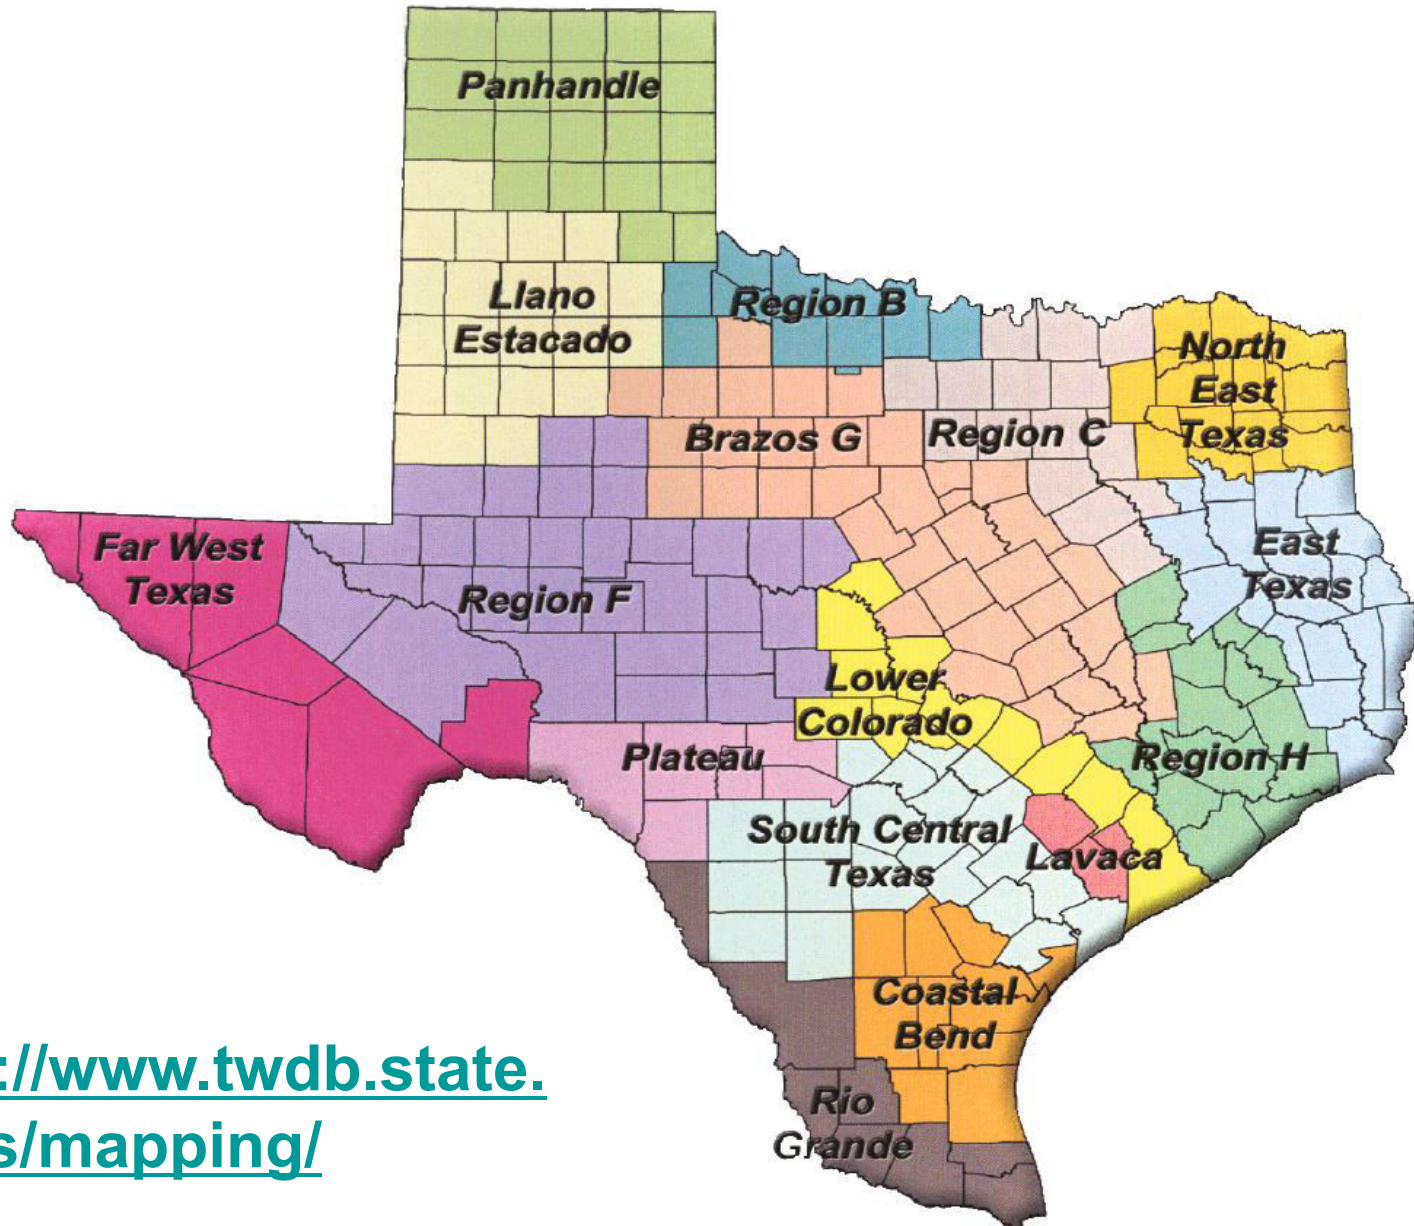 Panhandle
Llano
Estacado
Region B
North
East
Texas
Brazos G
Region C
Far West
Texas
Region F
East
Texas
Lower
Colorado
Plateau
Region H
South Central
Texas
Lavaca
Coastal
Bend
Rio
Grande
://www.twdb.state.
s/mapping/